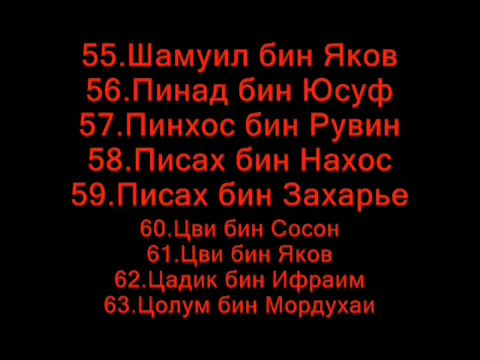 55.Шамуил бин Яков
56.Пинад бин Юсуф
57.Пинхос бин Рувин
58.Писах бин Нахос
59.Писах бин Захарье
60.Цви бин Сосон
61.Цви бин Яков
62.Цадик бин Ифраим
63.Цолум бин Мордухаи